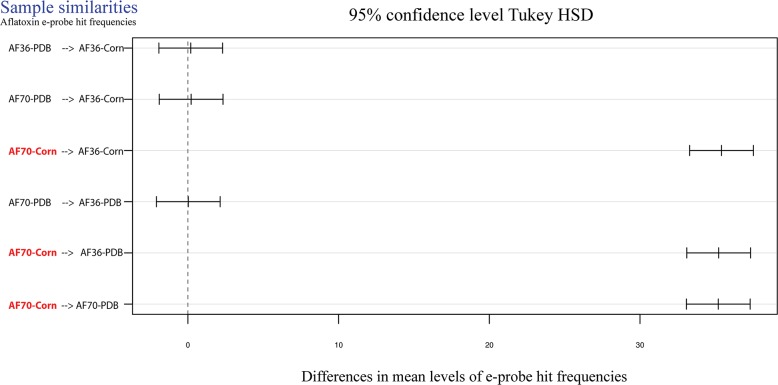 Sample similarities
Aflatoxin e-probe hit frequencies
95% confidence level Tukey HSD
AF36-PDB --> AF36-Corn
AF70-PDB --> AF36-Corn
AF70-Corn --> AF36-Corn
AF70-PDB --> AF36-PDB
AF70-Corn --> AF36-PDB
AF70-Corn --> AF70-PDB
0 10 20 30
Differences in mean levels of e-probe hit frequencies